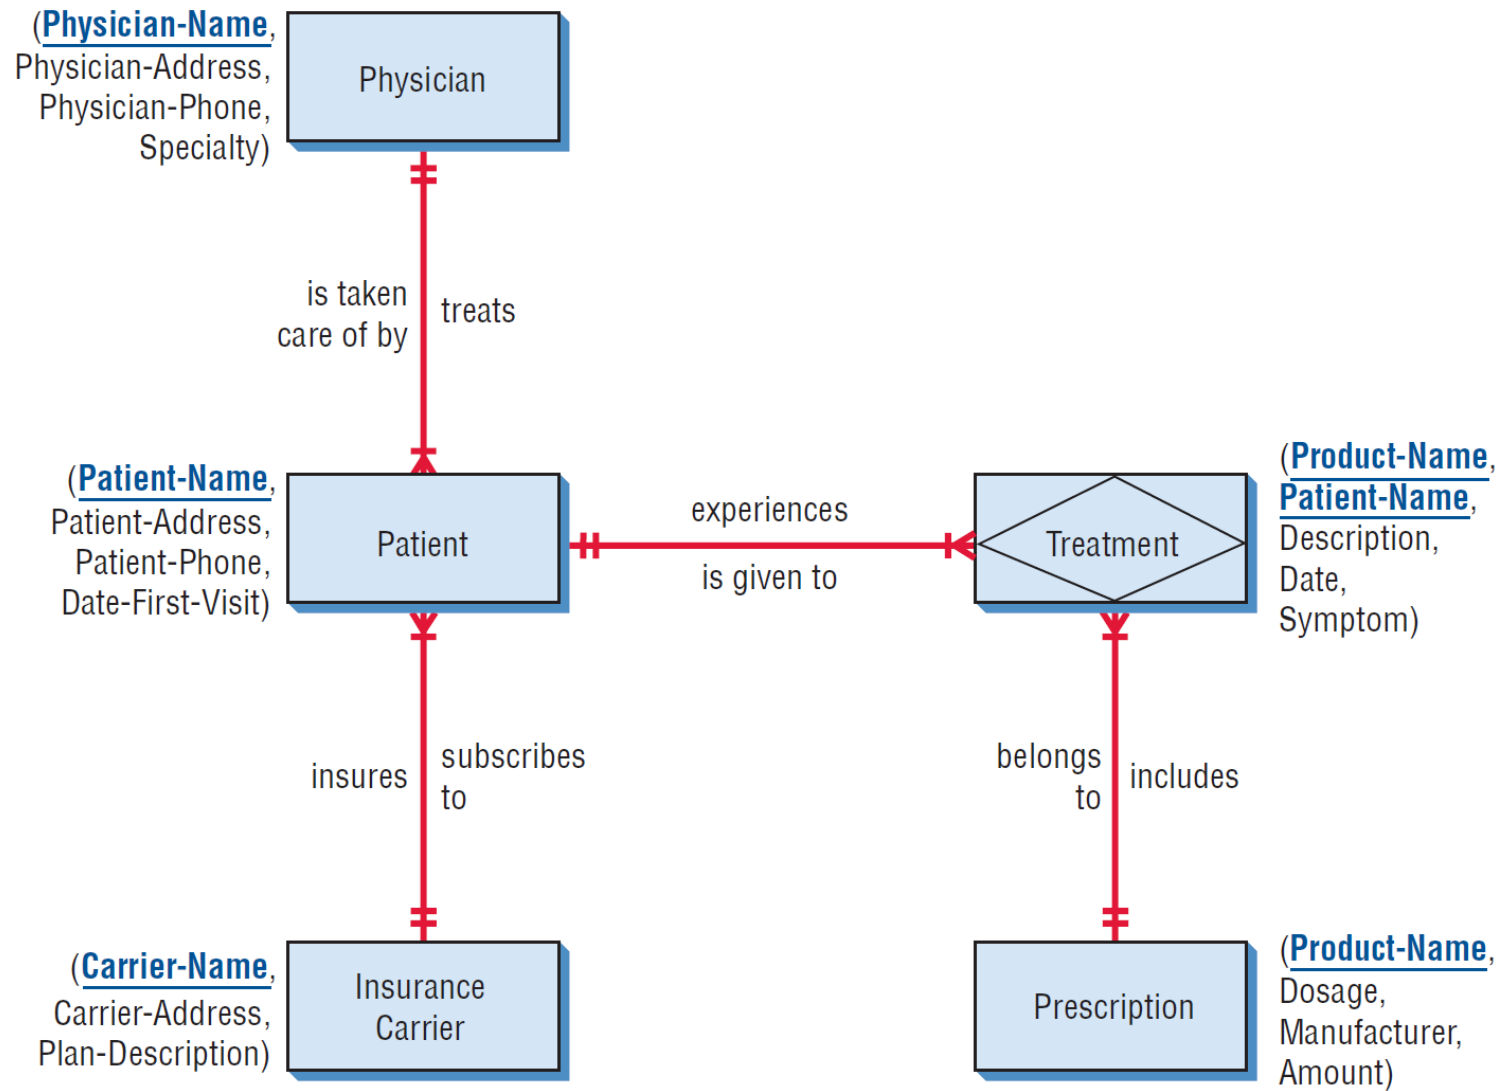 (Physician-Name,
Physician-Address,
Physician-Phone,
Specialty)
Physician
is taken
care of by
treats
(Patient-Name,
Patient-Address,
Patient-Phone,
Date-First-Visit)
Patient
experiences
is given to
Treatment
(Product-Name,
Patient-Name,
Description,
Date,
Symptom)
insures
subscribes
to
belongs
to
includes
(Carrier-Name,
Carrier-Address,
Plan-Description)
Insurance
Carrier
Prescription
(Product-Name,
Dosage,
Manufacturer,
Amount)